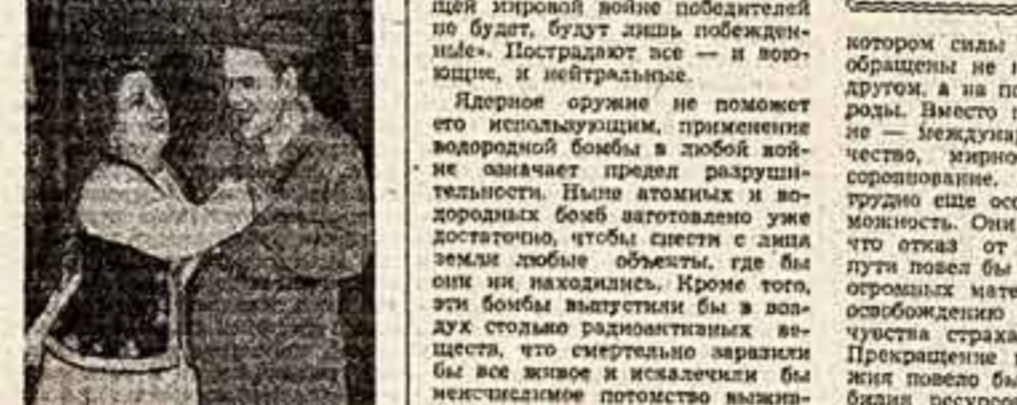 щей мировой войне победителей
не будет, будут лишь побежден-
ные». Пострадают все — и вою-
ющие, и нейтральные.
Ядерное оружие не поможет
его использующим, применение
водородной бомбы в любой вой-
не означает предел разруши-
тельности. Ныне атомных и во-
дородных бомб заготовлено уже
достаточно, чтобы снести с лица
земли любые объекты, где бы
они ни находились. Кроме того,
эти бомбы выпустили бы в воз-
дух столько радиоактивных ве-
ществ, что смертельно заразили
бы все живое и искалечили бы
неисчислимое потомство выжив-
котором силы
обращены не
другом, а на
роды. Вместо
не — междуна
чество, мирно
соревнование.
трудно еще осо
можность. Они
что отказ от
пути повел бы
огромных мате
освобождению
чувства страха
Прекращение
жия повело бы
билия ресурсов